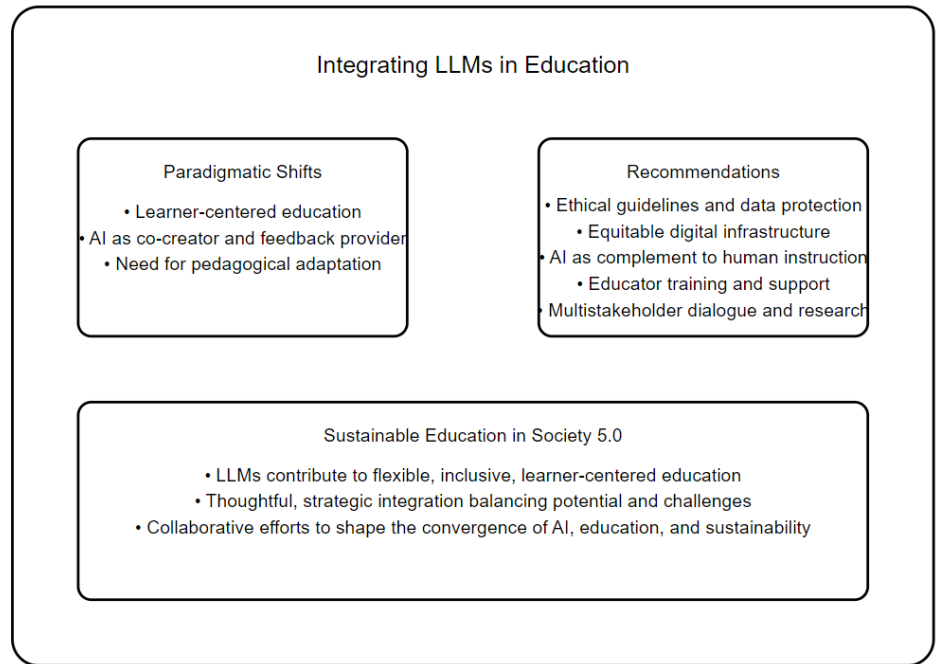 Integrating LLMs in Education
Paradigmatic Shifts
• Learner-centered education
• AI as co-creator and feedback provider
• Need for pedagogical adaptation
Recommendations
• Ethical guidelines and data protection
• Equitable digital infrastructure
• AI as complement to human instruction
• Educator training and support
• Multistakeholder dialogue and research
Sustainable Education in Society 5.0
• LLMs contribute to flexible, inclusive, learner-centered education
• Thoughtful, strategic integration balancing potential and challenges
• Collaborative efforts to shape the convergence of AI, education, and sustainability